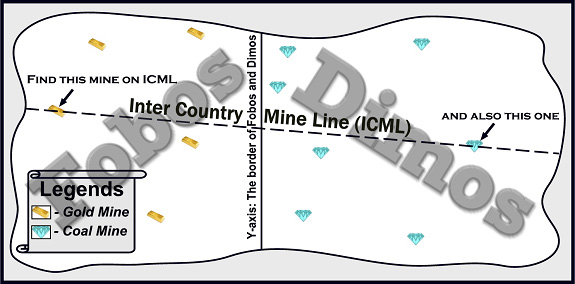 Fobos
Dimos
Find this mine on ICML
Inter Country Mine Line (ICML)
and also this one
Y-axis: The border of Fobos and Dimos
Legends
- Gold Mine
- Coal Mine